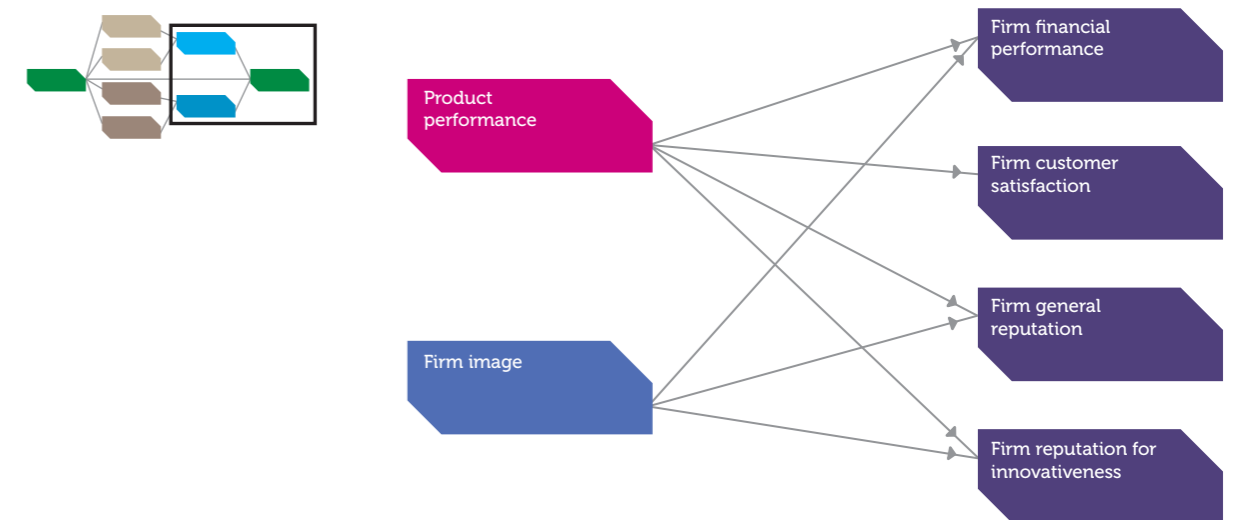 Product
performance
Firm image
Firm financial
performance
Firm customer
satisfaction
Firm general
reputation
Firm reputation for
innovativeness